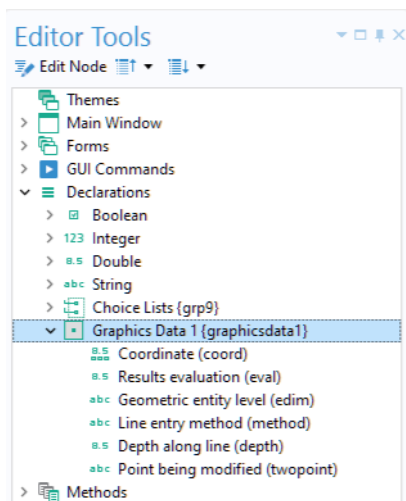 Editor Tools
Edit Node
Themes
Main Window
Forms
GUI Commands
Declarations
Boolean
123 Integer
8.5 Double
abc String
Choice Lists {grp9}
Graphics Data 1 {graphicsdata1}
8.5 Coordinate (coord)
8.5 Results evaluation (eval)
abc Geometric entity level (edim)
abc Line entry method (method)
8.5 Depth along line (depth)
abc Point being modified (twopoint)
Methods